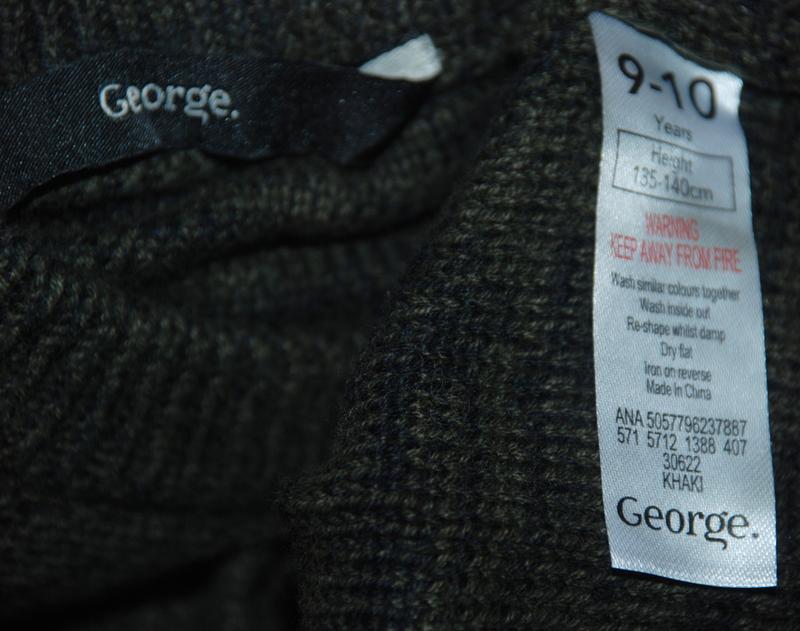 George.
9-10
Years
Height
135-140cm
WARNING
KEEP AWAY FROM FIRE
Wash similar colours together
Wash inside out
Re-shape whilst damp
Dry flat
Iron on reverse
Made In China
ANA 5057796237887
571 5712 1388 407
30622
KHAKI
George.